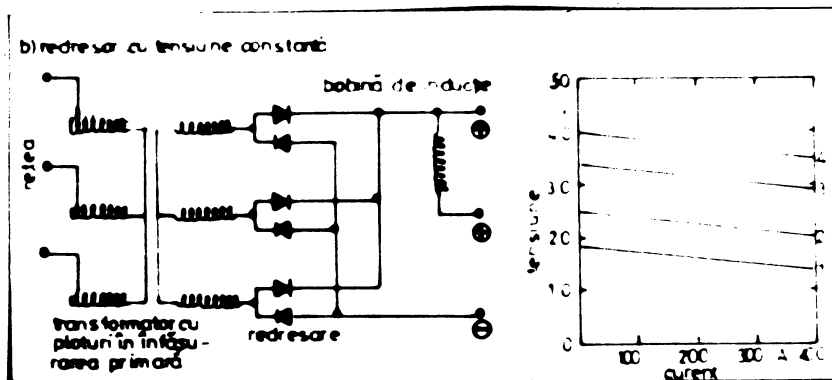 b) redresor cu tensiune constantă
bobină de inducție
rețea
⊕
⊕
⊖
transformator cu
ploturi în înfășu-
rarea primară
redresare
tensiune
50
40
30
20
10
0
100
200
300
A
400
curent